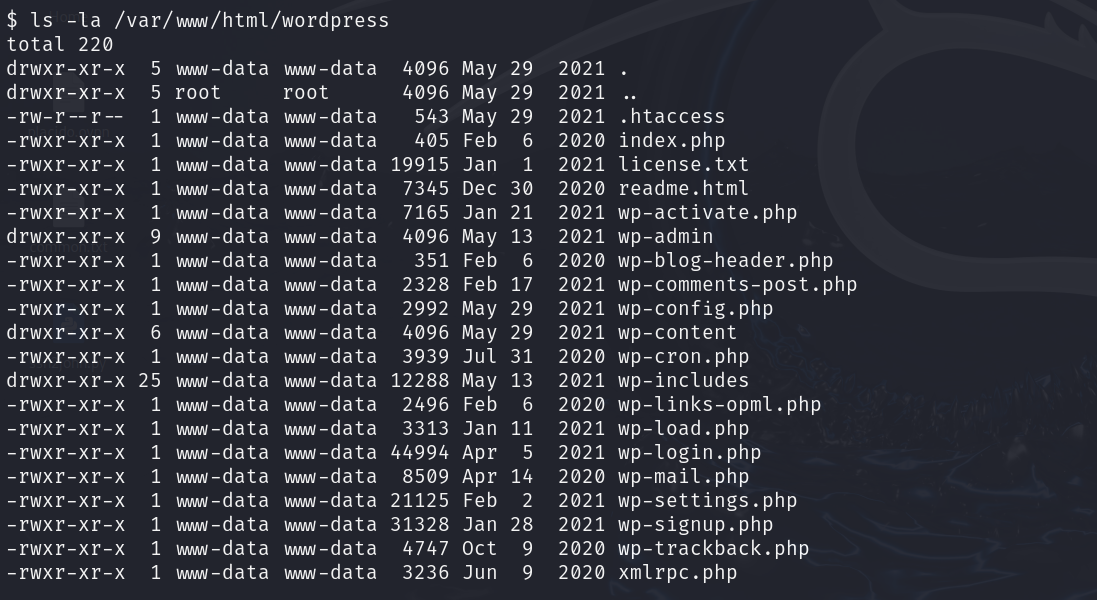 $ ls -la /var/www/html/wordpress
total 220
drwxr-xr-x  5 www-data www-data  4096 May 29  2021 .
drwxr-xr-x  5 root     root      4096 May 29  2021 ..
-rw-r--r--  1 www-data www-data   543 May 29  2021 .htaccess
-rwxr-xr-x  1 www-data www-data   405 Feb  6  2020 index.php
-rwxr-xr-x  1 www-data www-data 19915 Jan  1  2021 license.txt
-rwxr-xr-x  1 www-data www-data  7345 Dec 30  2020 readme.html
-rwxr-xr-x  1 www-data www-data  7165 Jan 21  2021 wp-activate.php
drwxr-xr-x  9 www-data www-data  4096 May 13  2021 wp-admin
-rwxr-xr-x  1 www-data www-data   351 Feb  6  2020 wp-blog-header.php
-rwxr-xr-x  1 www-data www-data  2328 Feb 17  2021 wp-comments-post.php
-rwxr-xr-x  1 www-data www-data  2992 May 29  2021 wp-config.php
drwxr-xr-x  6 www-data www-data  4096 May 29  2021 wp-content
-rwxr-xr-x  1 www-data www-data  3939 Jul 31  2020 wp-cron.php
drwxr-xr-x 25 www-data www-data 12288 May 13  2021 wp-includes
-rwxr-xr-x  1 www-data www-data  2496 Feb  6  2020 wp-links-opml.php
-rwxr-xr-x  1 www-data www-data  3313 Jan 11  2021 wp-load.php
-rwxr-xr-x  1 www-data www-data 44994 Apr  5  2021 wp-login.php
-rwxr-xr-x  1 www-data www-data  8509 Apr 14  2020 wp-mail.php
-rwxr-xr-x  1 www-data www-data 21125 Feb  2  2021 wp-settings.php
-rwxr-xr-x  1 www-data www-data 31328 Jan 28  2021 wp-signup.php
-rwxr-xr-x  1 www-data www-data  4747 Oct  9  2020 wp-trackback.php
-rwxr-xr-x  1 www-data www-data  3236 Jun  9  2020 xmlrpc.php